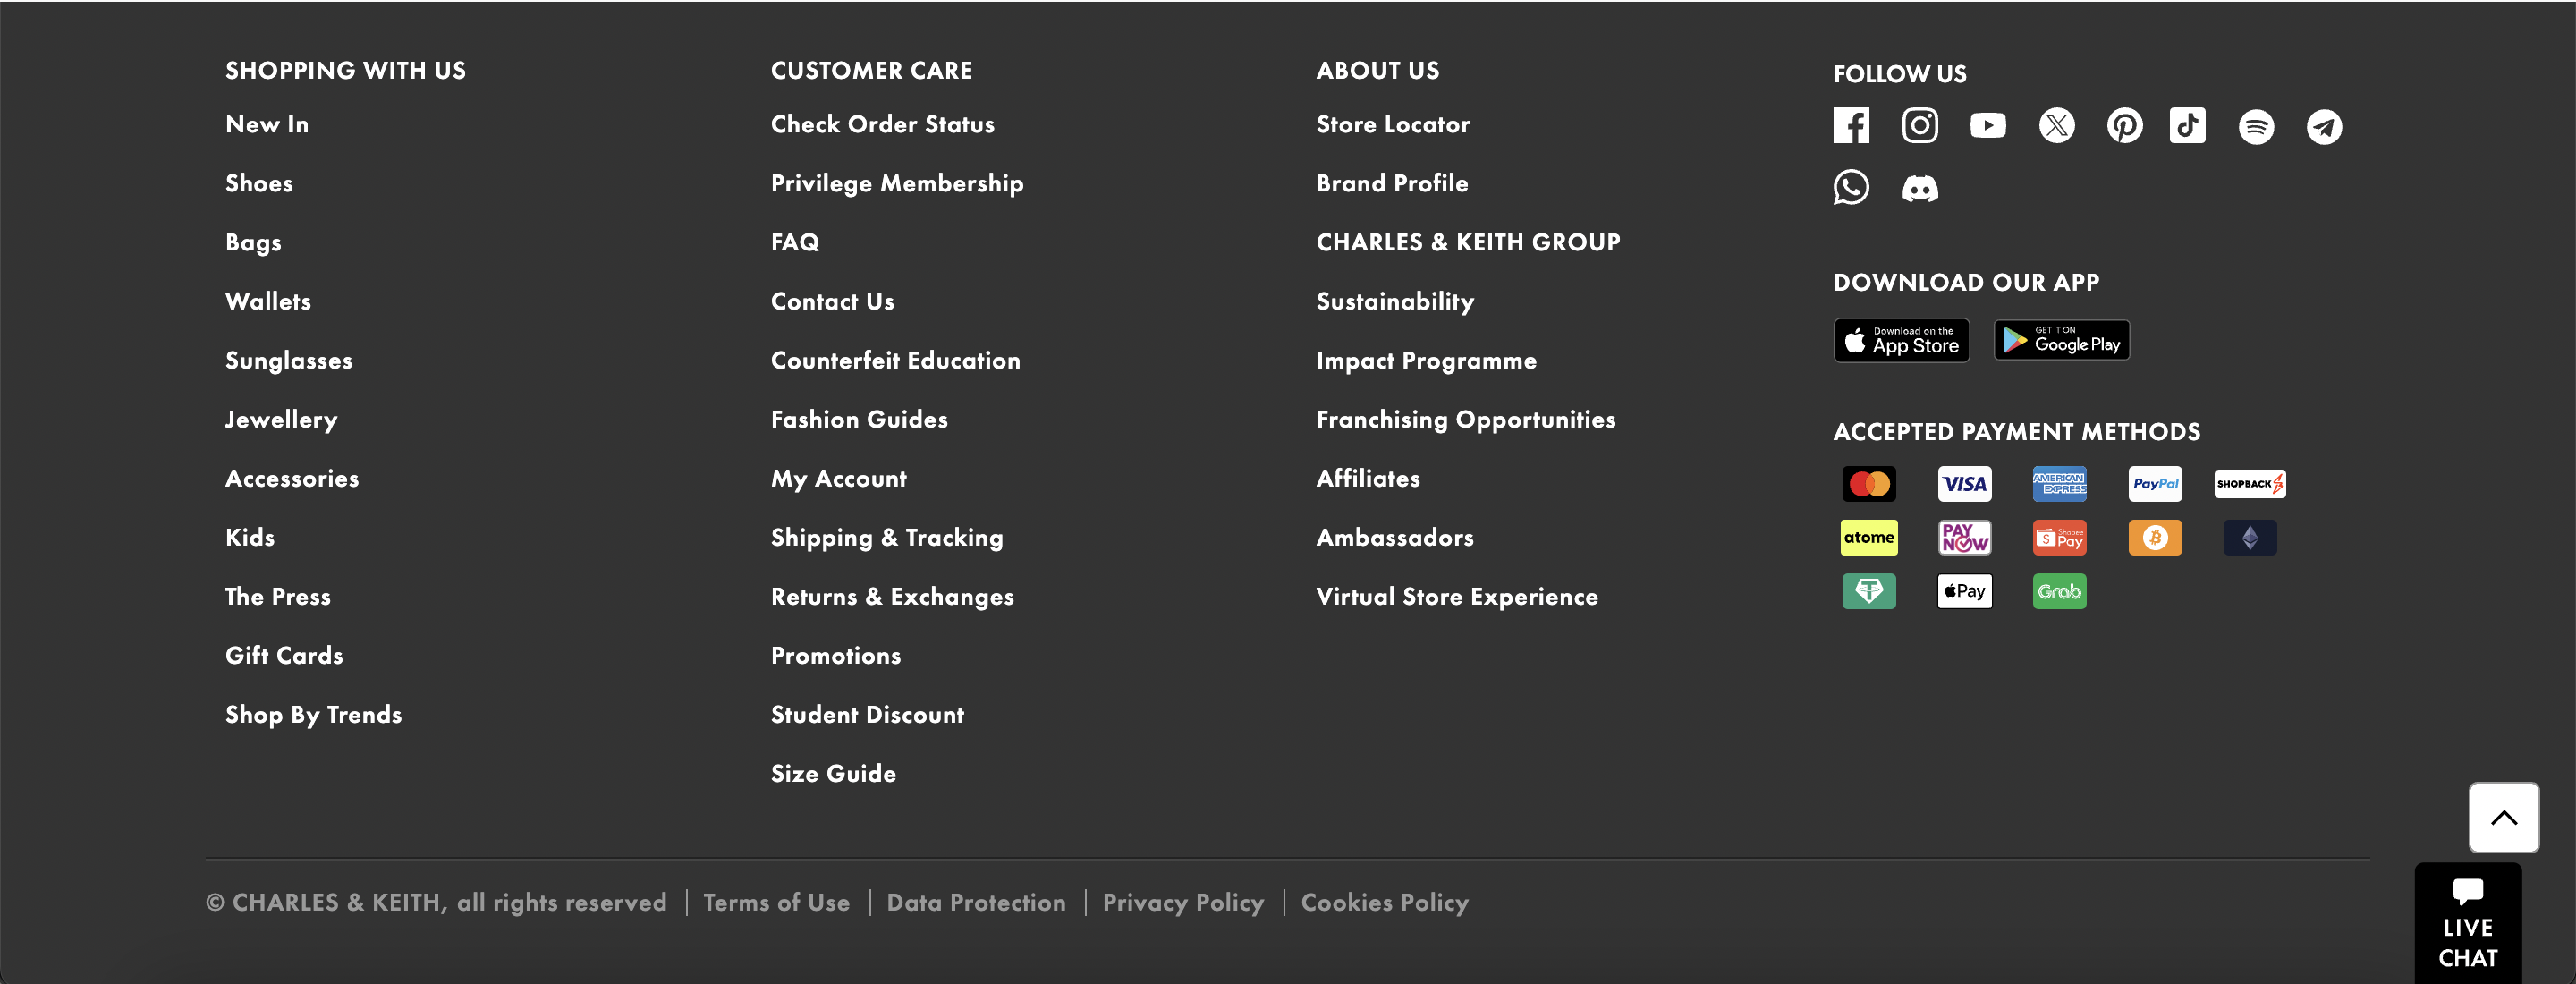 SHOPPING WITH US
New In
Shoes
Bags
Wallets
Sunglasses
Jewellery
Accessories
Kids
The Press
Gift Cards
Shop By Trends
CUSTOMER CARE
Check Order Status
Privilege Membership
FAQ
Contact Us
Counterfeit Education
Fashion Guides
My Account
Shipping & Tracking
Returns & Exchanges
Promotions
Student Discount
Size Guide
ABOUT US
Store Locator
Brand Profile
CHARLES & KEITH GROUP
Sustainability
Impact Programme
Franchising Opportunities
Affiliates
Ambassadors
Virtual Store Experience
FOLLOW US
DOWNLOAD OUR APP
Download on the
App Store
GET IT ON
Google Play
ACCEPTED PAYMENT METHODS
VISA
AMERICAN
EXPRESS
PayPal
SHOPBACK
atome
PAY
NOW
S Shopee
Pay
Pay
Grab
© CHARLES & KEITH, all rights reserved | Terms of Use | Data Protection | Privacy Policy | Cookies Policy
LIVE
CHAT